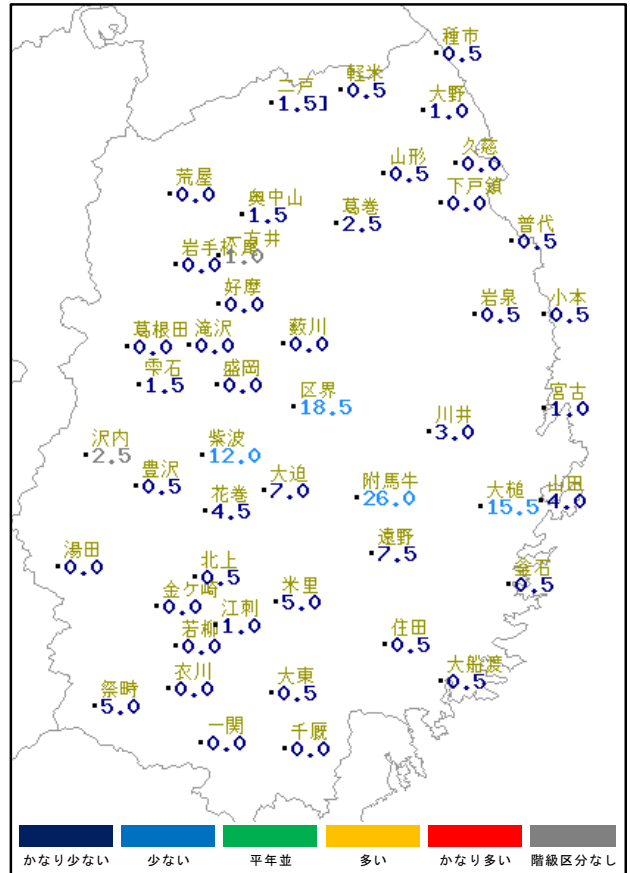 種市
0.5
軽米
0.5
二戸
1.5]
大野
1.0
久慈
0.0
山形
0.5
荒屋
0.0
下戸鎖
0.0
奥中山
1.5
葛巻
2.5
普代
0.5
一方井
1.0
岩手松尾
0.0
好摩
0.0
岩泉
0.5
小本
0.5
葛根田
0.0
滝沢
0.0
薮川
0.0
雫石
1.5
盛岡
0.0
区界
18.5
宮古
1.0
川井
3.0
沢内
2.5
紫波
12.0
豊沢
0.5
大迫
7.0
附馬牛
26.0
大槌
15.5
山田
4.0
花巻
4.5
遠野
7.5
湯田
0.0
北上
0.5
釜石
0.5
金ケ崎
0.0
米里
5.0
江刺
1.0
若柳
0.0
住田
0.5
衣川
0.0
大東
0.5
大船渡
0.5
祭畤
5.0
一関
0.0
千厩
0.0
かなり少ない 少ない 平年並 多い かなり多い 階級区分なし